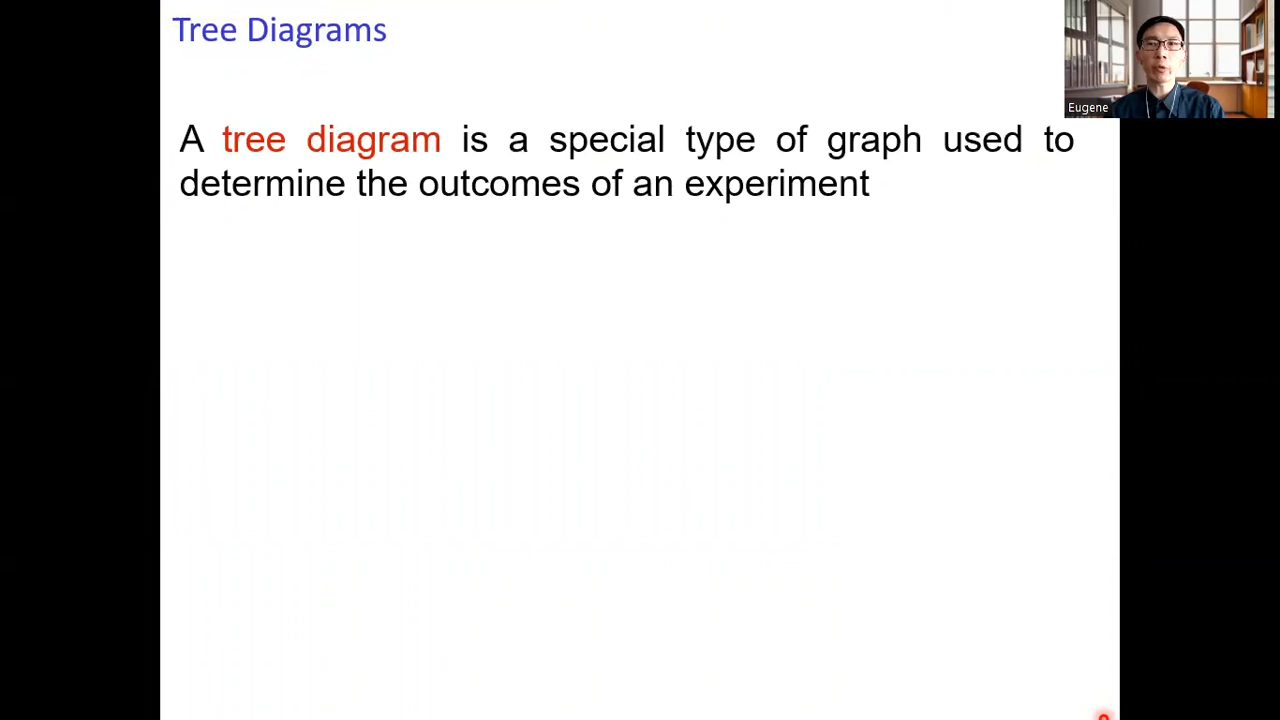 Tree Diagrams
Eugene
A tree diagram is a special type of graph used to
determine the outcomes of an experiment